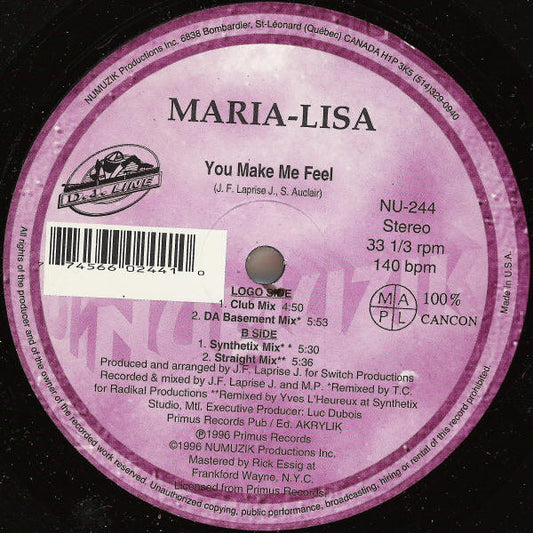 NUMUZIK Productions Inc. 6838 Bombardier, St-Léonard (Québec) CANADA H1P 3K5 (514)329-0940
MARIA-LISA
You Make Me Feel
(J. F. Laprise J., S. Auclair)
D.J. LINE
NU-244
Stereo
33 1/3 rpm
140 bpm
7 74566 02441 0
M A P L
100%
CANCON
Made in U.S.A.
LOGO SIDE
1. Club Mix 4:50
2. DA Basement Mix* 5:53
B SIDE
1. Synthetix Mix* * 5:30
2. Straight Mix** 5:36
Produced and arranged by J.F. Laprise J. for Switch Productions
Recorded & mixed by J.F. Laprise J. and M.P. *Remixed by T.C.
for Radikal Productions **Remixed by Yves L'Heureux at Synthetix
Studio, Mtl. Executive Producer: Luc Dubois
Primus Records Pub / Ed. AKRYLIK
℗1996 Primus Records
©1996 NUMUZIK Productions Inc.
Mastered by Rick Essig at
Frankford Wayne, N.Y.C.
Licensed from Primus Records
All rights of the producer and of the owner of the recorded work reserved. Unauthorized copying, public performance, broadcasting, hiring or rental of this record prohibited.